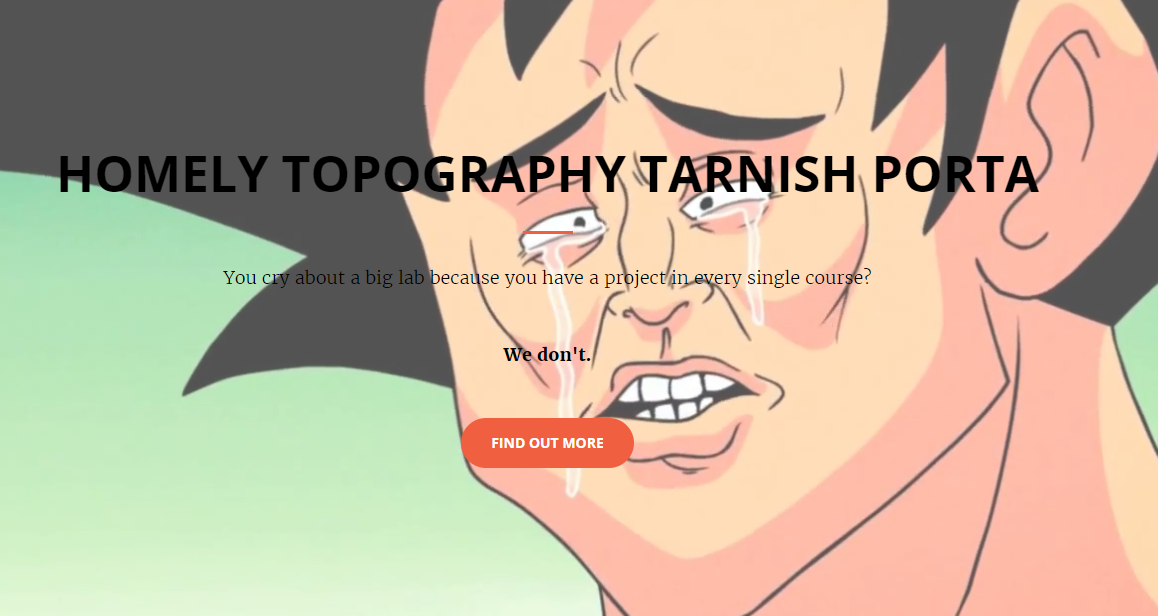 HOMELY TOPOGRAPHY TARNISH PORTA
You cry about a big lab because you have a project in every single course?
We don't.
FIND OUT MORE